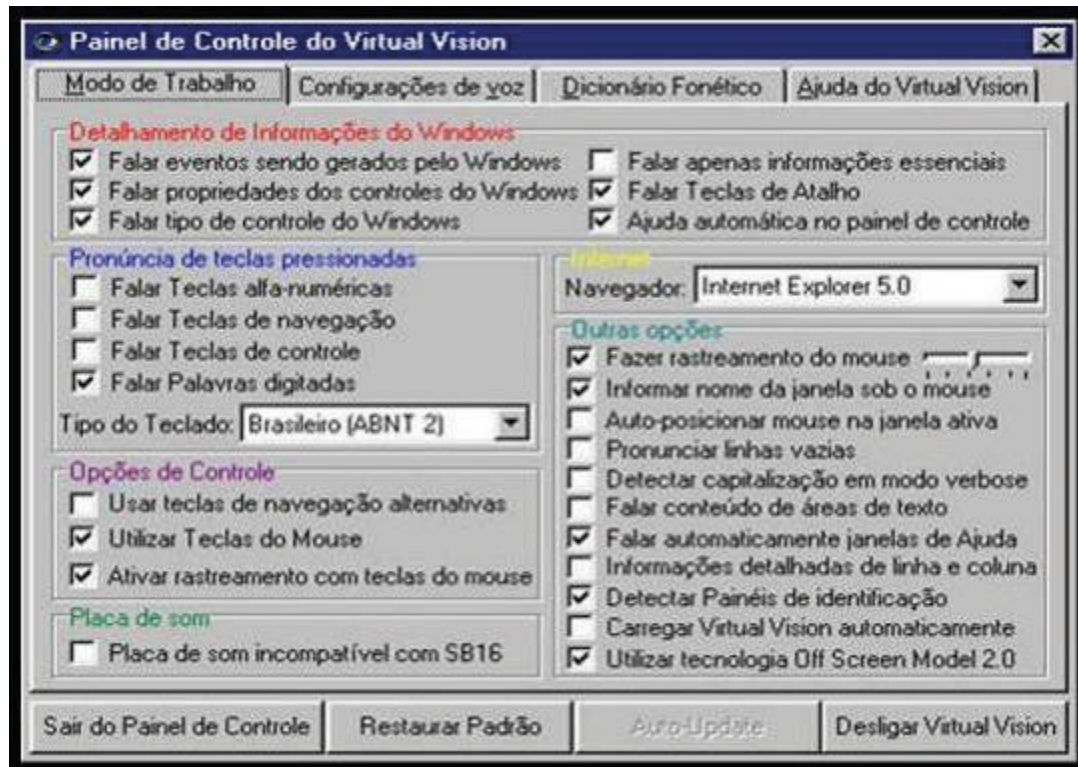 Painel de Controle do Virtual Vision
Modo de Trabalho
Configurações de voz
Dicionário Fonético
Ajuda do Virtual Vision
Detalhamento de Informações do Windows
Falar eventos sendo gerados pelo Windows
Falar propriedades dos controles do Windows
Falar tipo de controle do Windows
Falar apenas informações essenciais
Falar Teclas de Atalho
Ajuda automática no painel de controle
Pronúncia de teclas pressionadas
Falar Teclas alfa-numéricas
Falar Teclas de navegação
Falar Teclas de controle
Falar Palavras digitadas
Tipo do Teclado: Brasileiro (ABNT 2)
Opções de Controle
Usar teclas de navegação alternativas
Utilizar Teclas do Mouse
Ativar rastreamento com teclas do mouse
Placa de som
Placa de som incompatível com SB16
Internet
Navegador: Internet Explorer 5.0
Outras opções
Fazer rastreamento do mouse
Informar nome da janela sob o mouse
Auto-posicionar mouse na janela ativa
Pronunciar linhas vazias
Detectar capitalização em modo verbose
Falar conteúdo de áreas de texto
Falar automaticamente janelas de Ajuda
Informações detalhadas de linha e coluna
Detectar Painéis de identificação
Carregar Virtual Vision automaticamente
Utilizar tecnologia Off Screen Model 2.0
Sair do Painel de Controle
Restaurar Padrão
Auto-Update
Desligar Virtual Vision